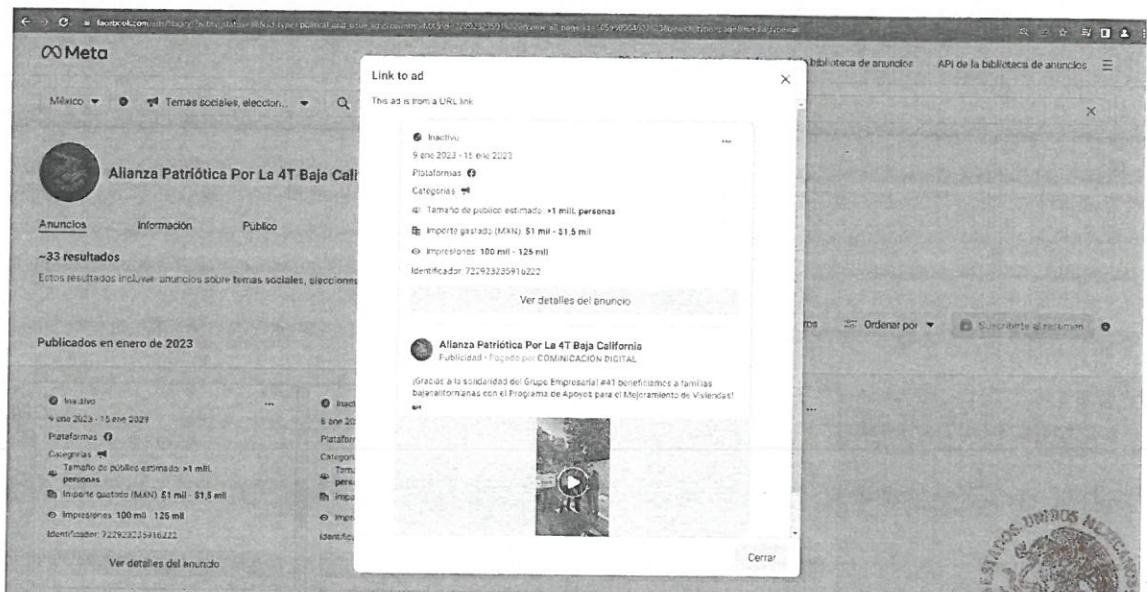 facebook.com
Meta
biblioteca de anuncios API de la biblioteca de anuncios
México Temas sociales, eleccion..
Alianza Patriótica Por La 4T Baja Cali
Anuncios Información Público
~33 resultados
Estos resultados incluyen anuncios sobre temas sociales, elecciones
Ordenar por Suscribirte al resumen
Publicados en enero de 2023
Inactivo
9 ene 2023 - 15 ene 2023
Plataformas
Categorías
Tamaño de público estimado: >1 mill. personas
Importe gastado (MXN): $1 mil - $1,5 mil
Impresiones: 100 mil - 125 mil
Identificador: 722923235916222
Ver detalles del anuncio
Link to ad
This ad is from a URL link
Inactivo
9 ene 2023 - 15 ene 2023
Plataformas
Categorías
Tamaño de público estimado: >1 mill. personas
Importe gastado (MXN): $1 mil - $1,5 mil
Impresiones: 100 mil - 125 mil
Identificador: 722923235916222
Ver detalles del anuncio
Alianza Patriótica Por La 4T Baja California
Publicidad • Pagado por COMINICACIÓN DIGITAL
¡Gracias a la solidaridad del Grupo Empresarial #41 beneficiamos a familias
bajacalifornianas con el Programa de Apoyos para el Mejoramiento de Viviendas!
Cerrar
ESTADOS UNIDOS MEXICANOS